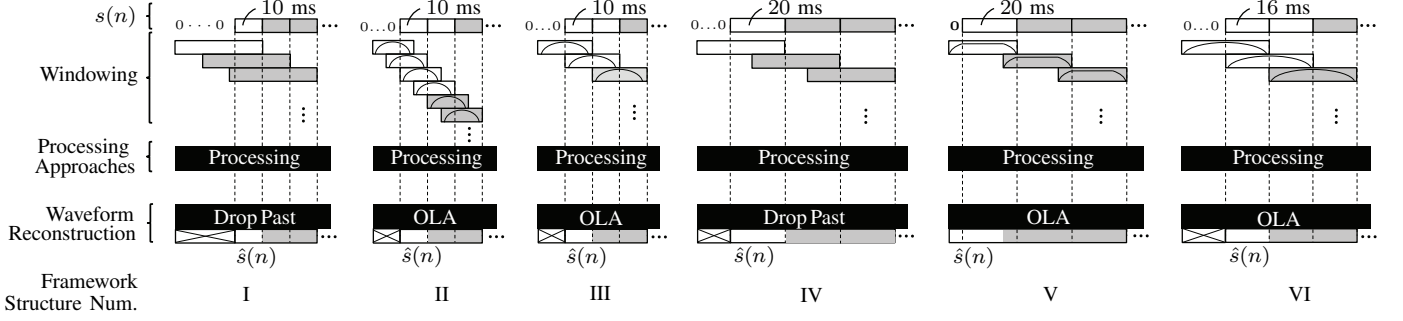 s(n)
10 ms
10 ms
10 ms
20 ms
20 ms
16 ms
0 · · · 0
0...0
0...0
0...0
0
0...0
...
...
...
...
...
...
Windowing
Processing Approaches
Processing
Processing
Processing
Processing
Processing
Processing
Waveform Reconstruction
Drop Past
OLA
OLA
Drop Past
OLA
OLA
...
...
...
...
...
...
ŝ(n)
ŝ(n)
ŝ(n)
ŝ(n)
ŝ(n)
ŝ(n)
Framework Structure Num.
I
II
III
IV
V
VI